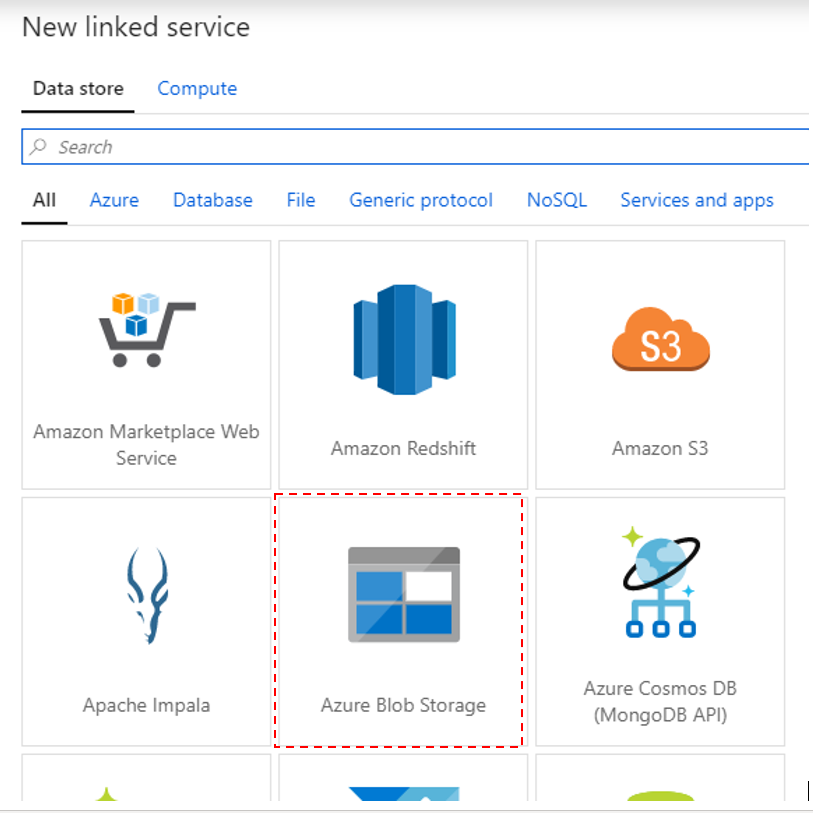 New linked service
Data store Compute
Search
All Azure Database File Generic protocol NoSQL Services and apps
Amazon Marketplace Web
Service
Amazon Redshift
S3
Amazon S3
Apache Impala
Azure Blob Storage
Azure Cosmos DB
(MongoDB API)